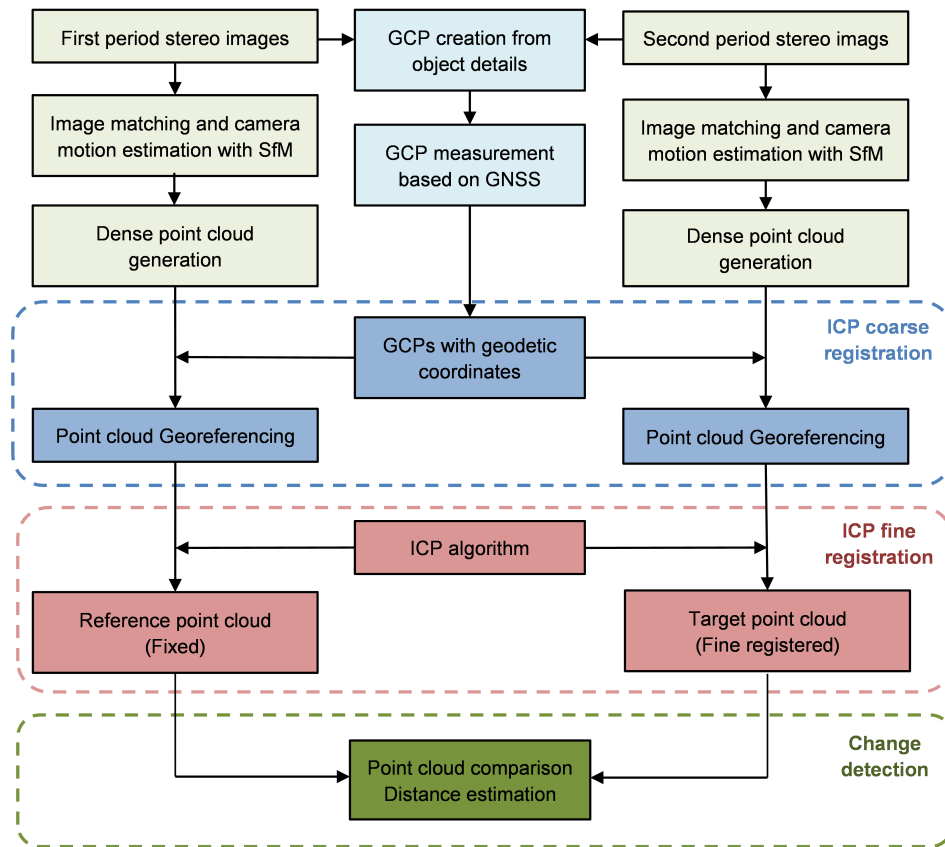 First period stereo images
GCP creation from
object details
Second period stereo imags
Image matching and camera
motion estimation with SfM
GCP measurement
based on GNSS
Image matching and camera
motion estimation with SfM
Dense point cloud
generation
Dense point cloud
generation
ICP coarse
registration
GCPs with geodetic
coordinates
Point cloud Georeferencing
Point cloud Georeferencing
ICP fine
registration
ICP algorithm
Reference point cloud
(Fixed)
Target point cloud
(Fine registered)
Change
detection
Point cloud comparison
Distance estimation